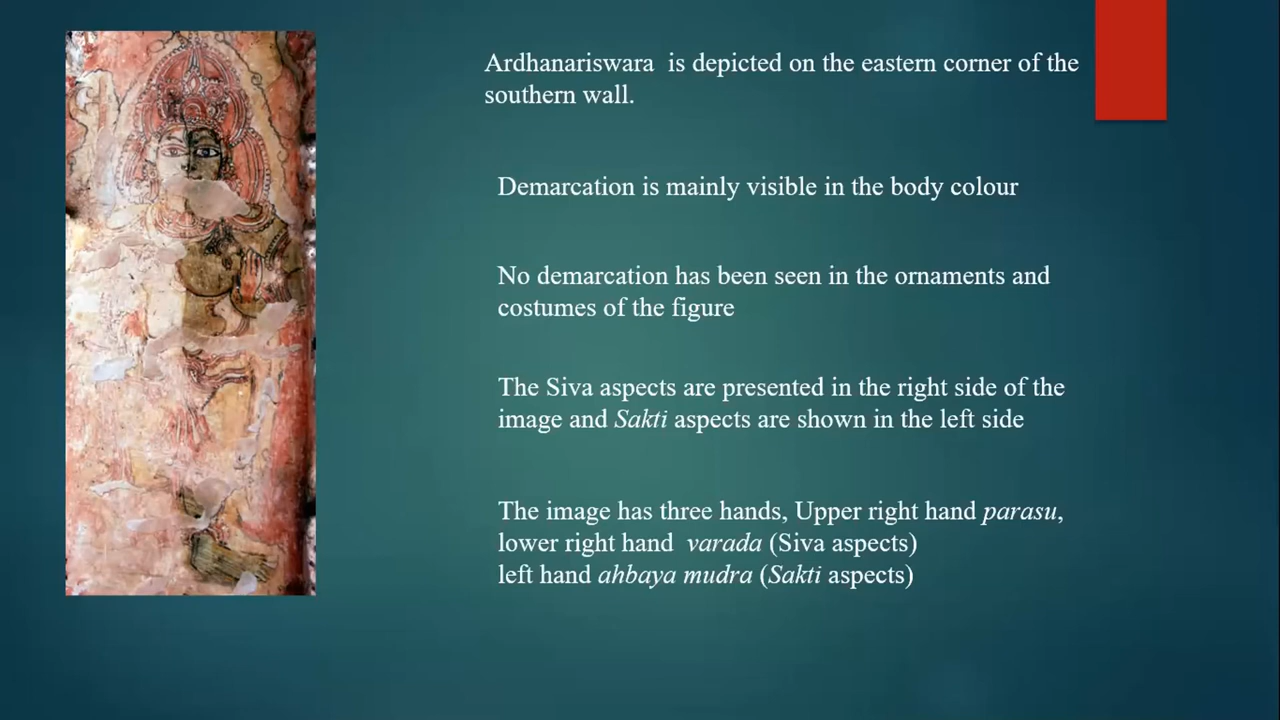 Ardhanariswara  is depicted on the eastern corner of the
southern wall.
Demarcation is mainly visible in the body colour
No demarcation has been seen in the ornaments and
costumes of the figure
The Siva aspects are presented in the right side of the
image and Sakti aspects are shown in the left side
The image has three hands, Upper right hand parasu,
lower right hand  varada (Siva aspects)
left hand ahbaya mudra (Sakti aspects)